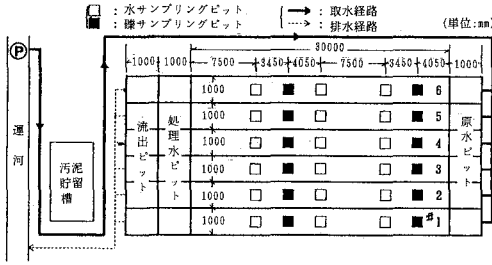 □ : 水サンプリングピット
■ : 礫サンプリングピット
→ : 取水経路
⇢ : 排水経路
(単位:mm)
30000
1000 1000 7500 3450 4050 7500 3450 4050 1000
P
運河
汚泥貯留槽
流出ピット
処理水ピット
原水ピット
1000 6
1000 5
1000 4
1000 3
1000 2
1000 #1